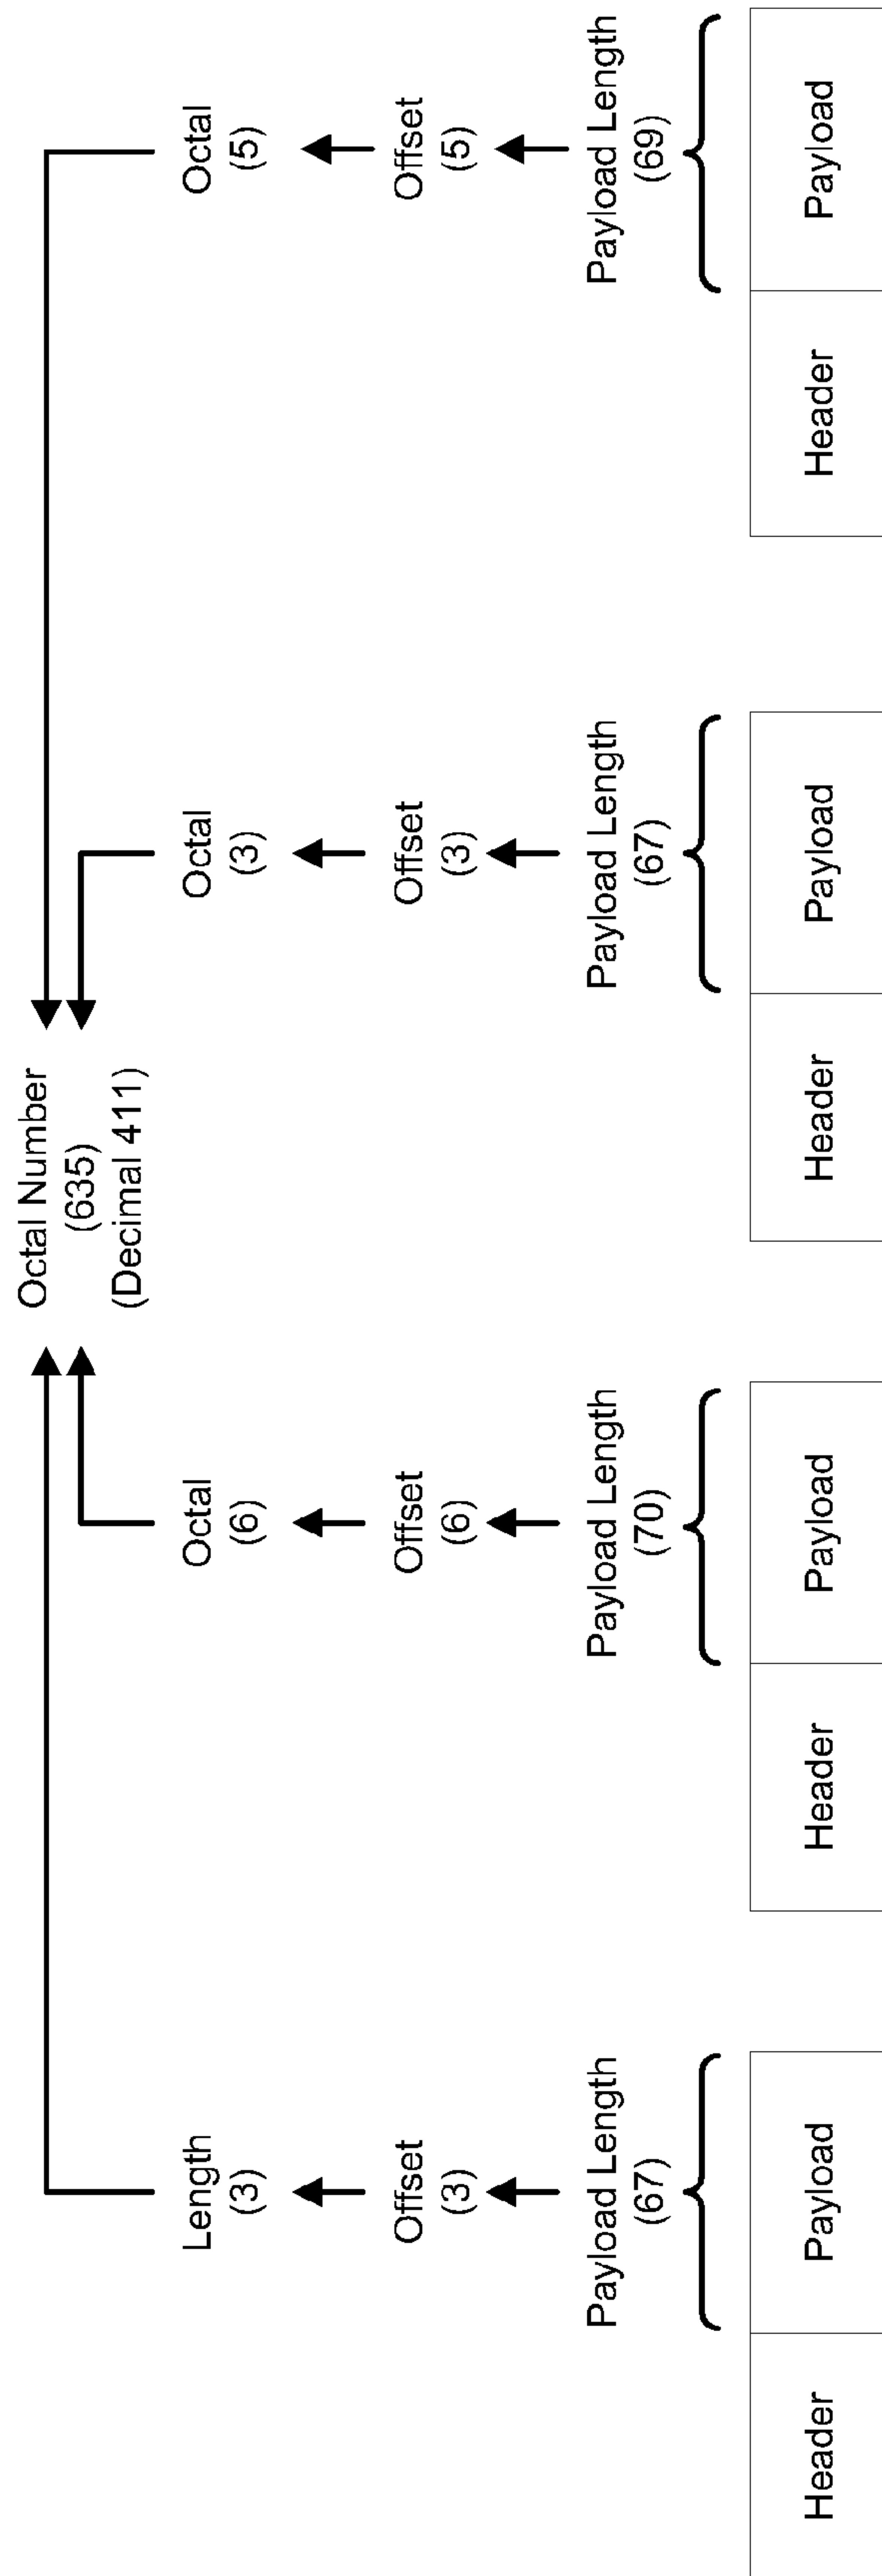 Octal Number
(635)
(Decimal 411)
Length
(3)
Octal
(6)
Octal
(3)
Octal
(5)
Offset
(3)
Offset
(6)
Offset
(3)
Offset
(5)
Payload Length
(67)
Payload Length
(70)
Payload Length
(67)
Payload Length
(69)
Header
Payload
Header
Payload
Header
Payload
Header
Payload